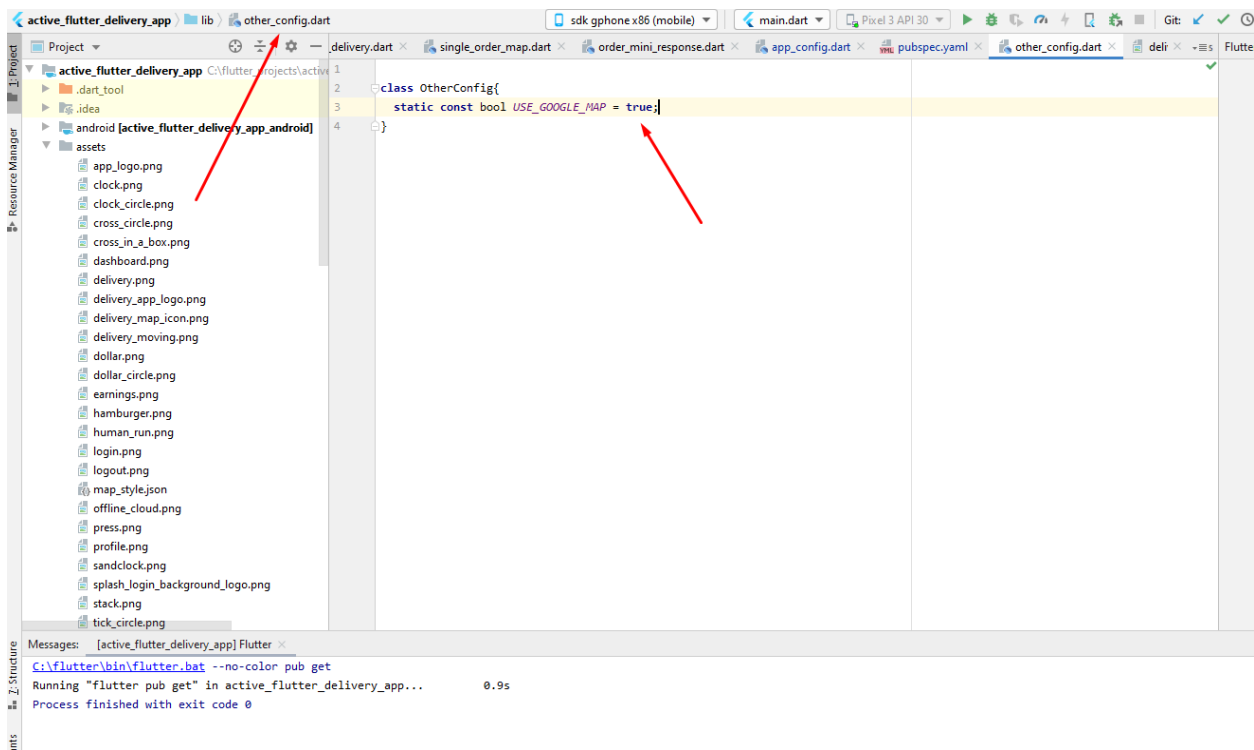 active_flutter_delivery_app lib other_config.dart sdk gphone x86 (mobile) main.dart Pixel 3 API 30 Git:
1: Project
Project
_delivery.dart single_order_map.dart order_mini_response.dart app_config.dart pubspec.yaml other_config.dart deli Flutte
active_flutter_delivery_app C:\flutter_projects\active
.dart_tool
.idea
android [active_flutter_delivery_app_android]
assets
app_logo.png
clock.png
clock_circle.png
cross_circle.png
cross_in_a_box.png
dashboard.png
delivery.png
delivery_app_logo.png
delivery_map_icon.png
delivery_moving.png
dollar.png
dollar_circle.png
earnings.png
hamburger.png
human_run.png
login.png
logout.png
map_style.json
offline_cloud.png
press.png
profile.png
sandclock.png
splash_login_background_logo.png
stack.png
tick_circle.png
Resource Manager
1
2 class OtherConfig{
3 static const bool USE_GOOGLE_MAP = true;
4 }
Messages: [active_flutter_delivery_app] Flutter
C:\flutter\bin\flutter.bat --no-color pub get
Running "flutter pub get" in active_flutter_delivery_app... 0.9s
Process finished with exit code 0
Z: Structure
nts